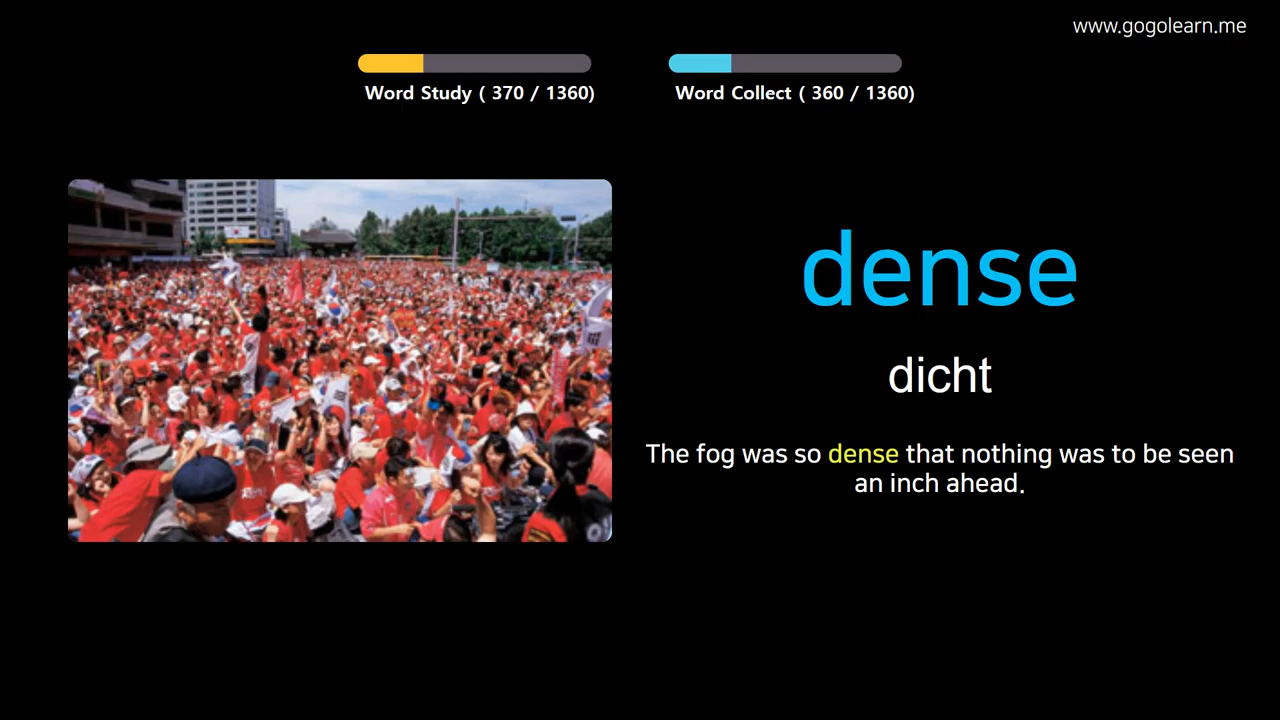 www.gogolearn.me
Word Study ( 370 / 1360)
Word Collect ( 360 / 1360)
dense
dicht
The fog was so dense that nothing was to be seen
an inch ahead.